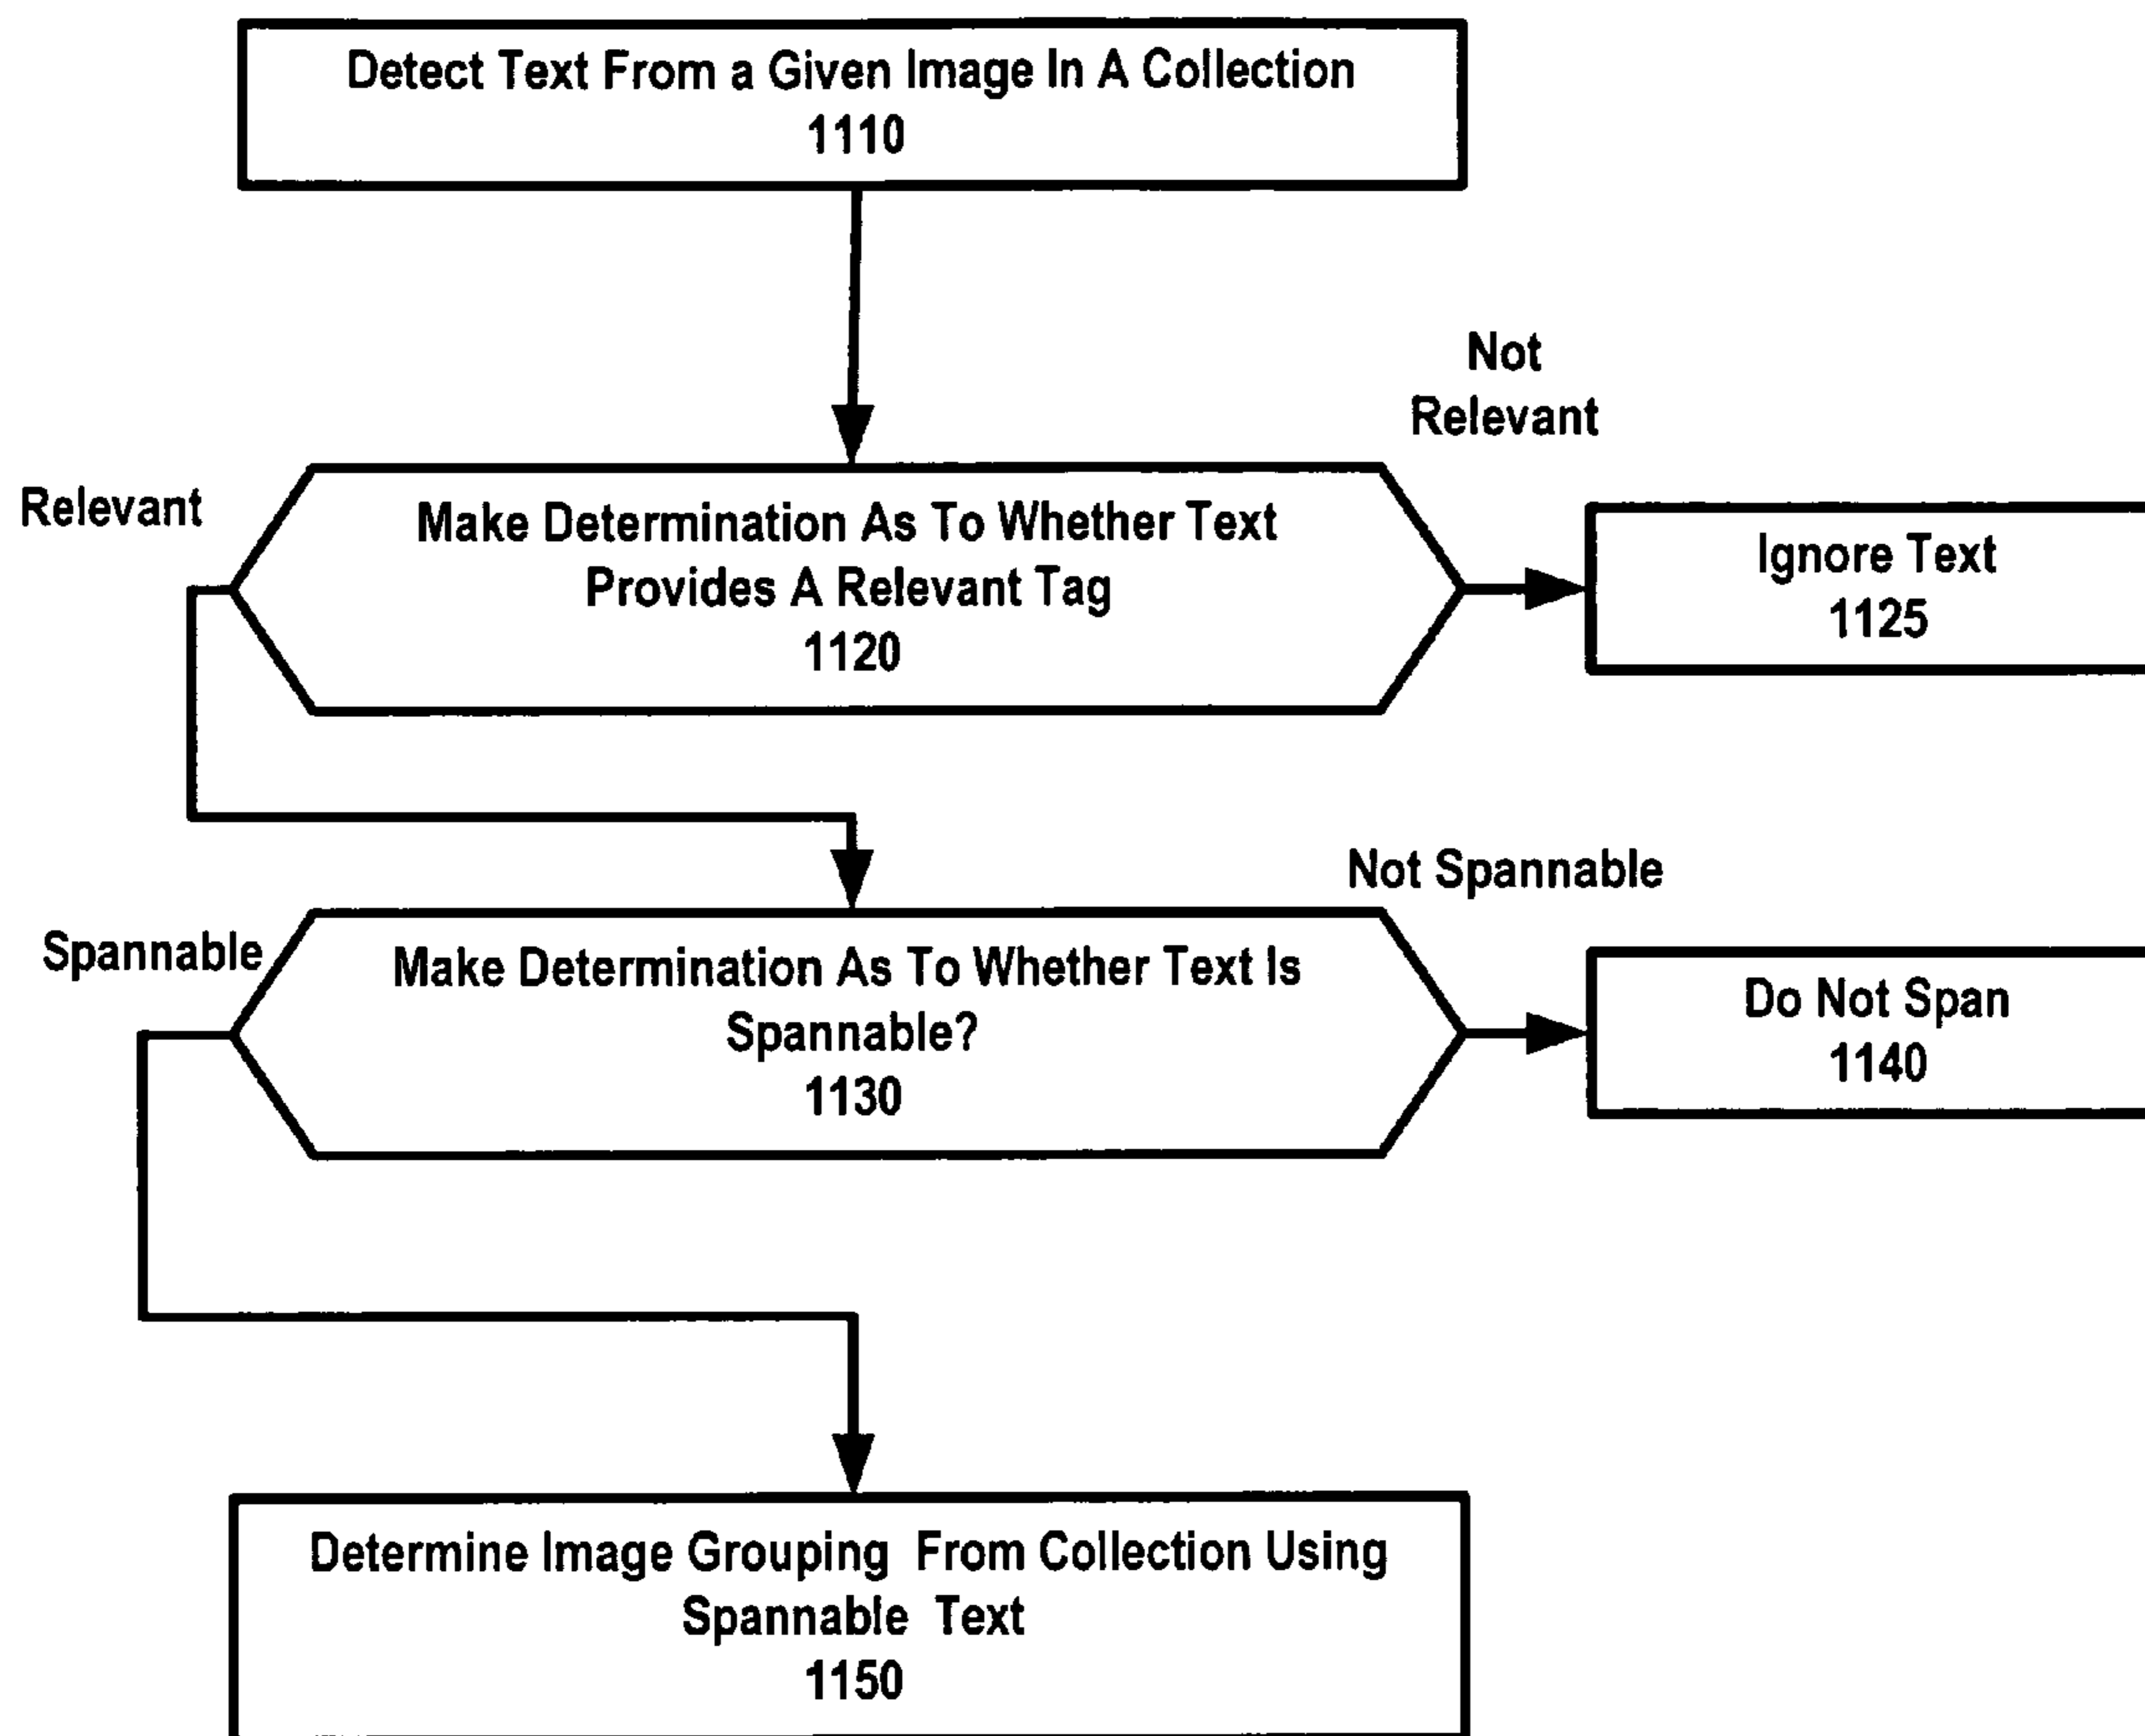 Detect Text From a Given Image In A Collection
1110
Not
Relevant
Relevant
Make Determination As To Whether Text
Provides A Relevant Tag
1120
Ignore Text
1125
Not Spannable
Spannable
Make Determination As To Whether Text Is
Spannable?
1130
Do Not Span
1140
Determine Image Grouping From Collection Using
Spannable Text
1150